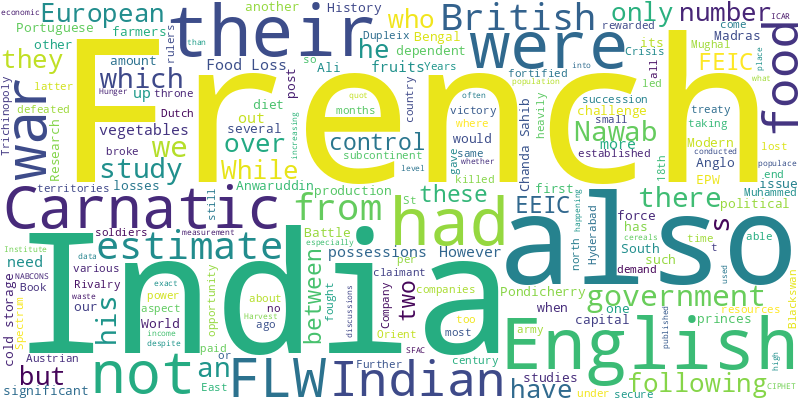 European their who British only number
Portuguese farmers another History
Dupleix Bengal rewarded come economic than ICAR
other rulers Food Loss he dependent Years Crisis its Mughal Madras
they amount so Ali fruits fortified all FEIC
latter which up throne post months country subcontinent
Trichinopoly war defeated Hunger Dutch diet quot population often where into place what
French were food
Research vegetables we out several victory would same whether gave
succession challenge led treaty taking
control Nawab small more Modern conducted lost populace
study over While broke heavily Chanda Sahib established Anglo
territories losses Anwaruddin production increasing level killed 18th EPW end
Carnatic from had there Muhammed issue
still St these first EEIC force has political
soldiers measurement Battle possessions However north Hyderabad South such time t able s
India also
Institute NABCONS various exact Rivalry estimate
need data especially claimant Pondicherry demand happening cereals
cold storage our Book power opportunity about per companies when one government
Spectrum aspect World waste Harvest no between fought Company two too capital princes resources Blackswan
his income ago discussions Orient most army used published
not an FLW Indian English following
but Austrian despite paid or SFAC century
significant East Further studies have under secure high CIPHET